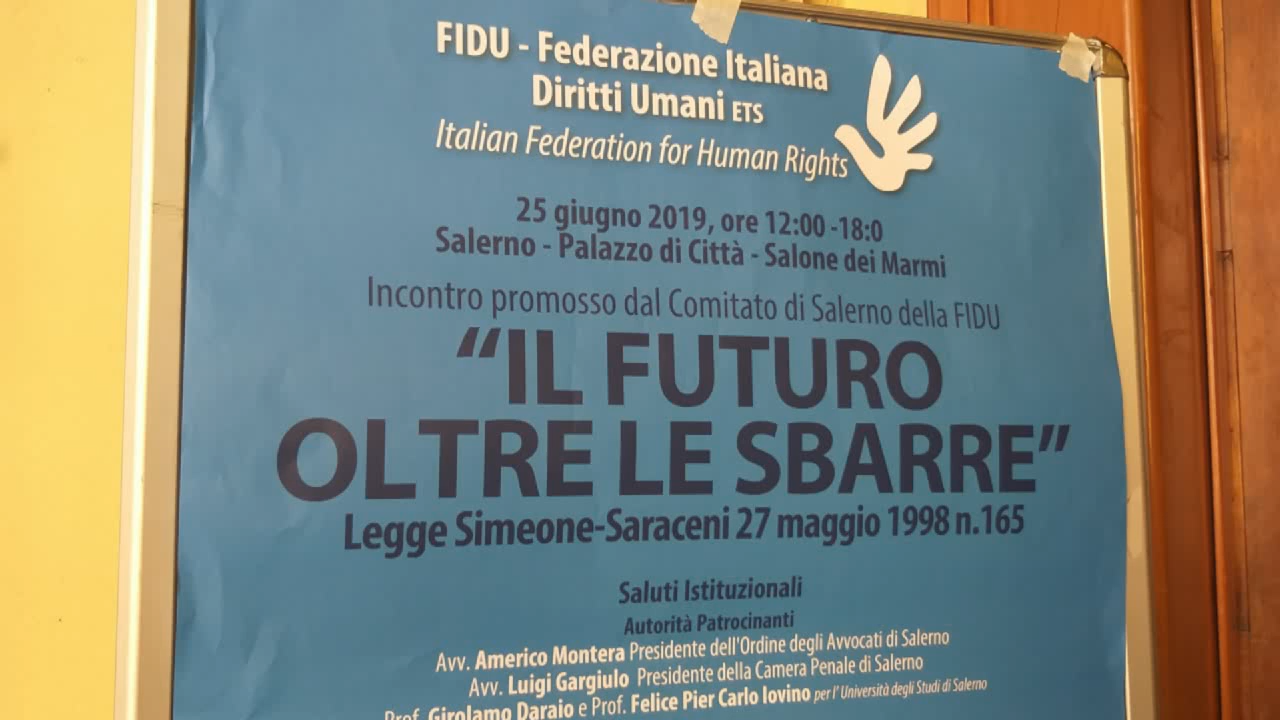 FIDU - Federazione Italiana
Diritti Umani ETS
Italian Federation for Human Rights
25 giugno 2019, ore 12:00 -18:0
Salerno - Palazzo di Città - Salone dei Marmi
Incontro promosso dal Comitato di Salerno della FIDU
“IL FUTURO
OLTRE LE SBARRE”
Legge Simeone-Saraceni 27 maggio 1998 n.165
Saluti Istituzionali
Autorità Patrocinanti
Avv. Americo Montera Presidente dell'Ordine degli Avvocati di Salerno
Avv. Luigi Gargiulo Presidente della Camera Penale di Salerno
Prof. Girolamo Daraio e Prof. Felice Pier Carlo Iovino per l' Università degli Studi di Salerno